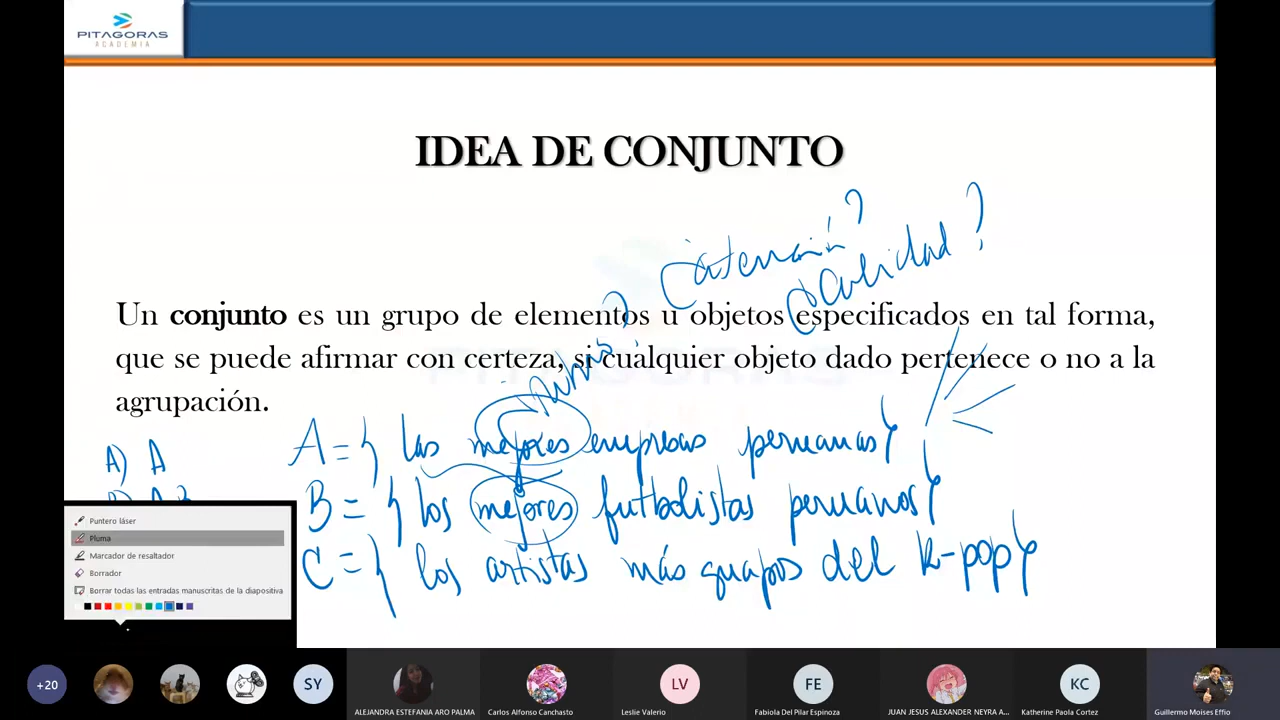 PITAGORAS
ACADEMIA
IDEA DE CONJUNTO
¿atención?
¿calidad?
Un conjunto es un grupo de elementos u objetos especificados en tal forma,
que se puede afirmar con certeza, si cualquier objeto dado pertenece o no a la
agrupación.
A = { las mejores empresas peruanas}
A) A
B = { los mejores futbolistas peruanos}
C = { los artistas más guapos del k-pop}
Puntero láser
Pluma
Marcador de resaltador
Borrador
Borrar todas las entradas manuscritas de la diapositiva
+20
SY
LV
FE
KC
ALEJANDRA ESTEFANIA ARO PALMA
Carlos Alfonso Canchasto
Leslie Valerio
Fabiola Del Pilar Espinoza
JUAN JESUS ALEXANDER NEYRA A...
Katherine Paola Cortez
Guillermo Moises Effio